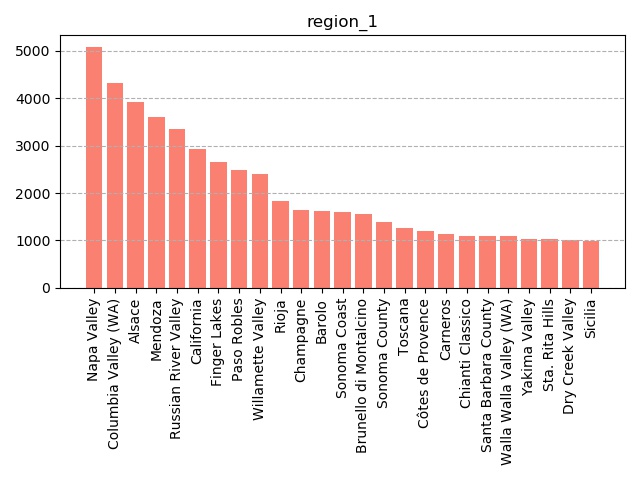 region_1
5000
4000
3000
2000
1000
0
Napa Valley
Columbia Valley (WA)
Alsace
Mendoza
Russian River Valley
California
Finger Lakes
Paso Robles
Willamette Valley
Rioja
Champagne
Barolo
Sonoma Coast
Brunello di Montalcino
Sonoma County
Toscana
Côtes de Provence
Carneros
Chianti Classico
Santa Barbara County
Walla Walla Valley (WA)
Yakima Valley
Sta. Rita Hills
Dry Creek Valley
Sicilia